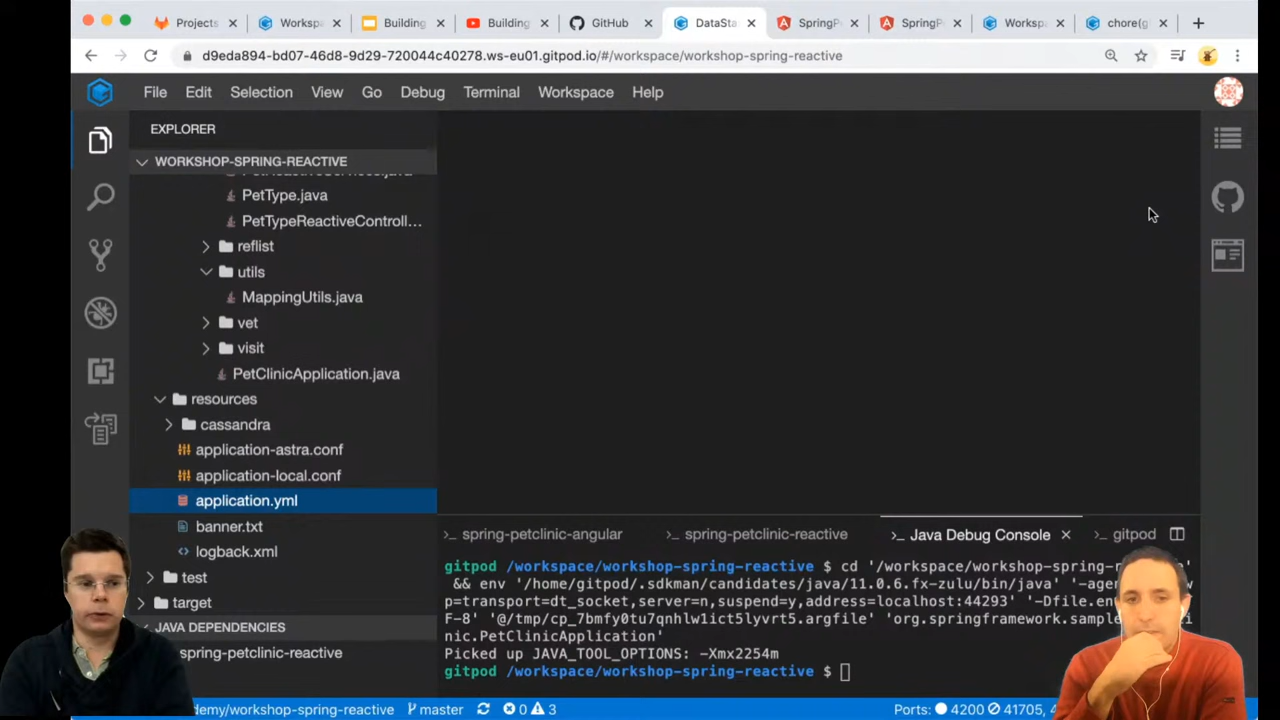 Projects
Worksp
Building
Building
GitHub
DataSta
SpringPe
SpringPe
Worksp
chore(g
d9eda894-bd07-46d8-9d29-720044c40278.ws-eu01.gitpod.io/#/workspace/workshop-spring-reactive
File Edit Selection View Go Debug Terminal Workspace Help
EXPLORER
WORKSHOP-SPRING-REACTIVE
PetType.java
PetTypeReactiveControll...
reflist
utils
MappingUtils.java
vet
visit
PetClinicApplication.java
resources
cassandra
application-astra.conf
application-local.conf
application.yml
banner.txt
logback.xml
test
target
JAVA DEPENDENCIES
spring-petclinic-reactive
spring-petclinic-angular
spring-petclinic-reactive
Java Debug Console
gitpod
gitpod /workspace/workshop-spring-reactive $ cd '/workspace/workshop-spring-re
&& env '/home/gitpod/.sdkman/candidates/java/11.0.6.fx-zulu/bin/java' '-agen
p=transport=dt_socket,server=n,suspend=y,address=localhost:44293' '-Dfile.en
F-8' '@/tmp/cp_7bmfy0tu7qnhlw1ict5lyvrt5.argfile' 'org.springframework.sampl
nic.PetClinicApplication'
Picked up JAVA_TOOL_OPTIONS: -Xmx2254m
gitpod /workspace/workshop-spring-reactive $
demy/workshop-spring-reactive master 0 3 Ports: 4200 41705, 4